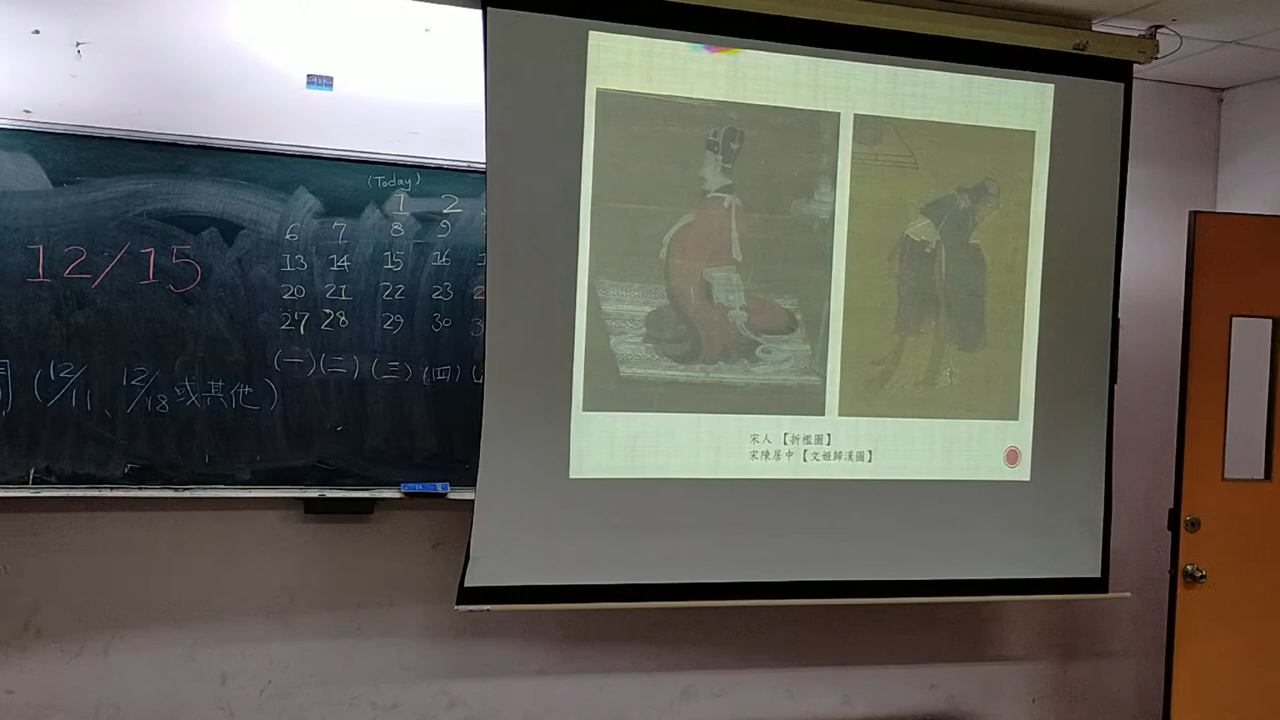 (Today)
1 2
6 7 8 9
12/15
13 14 15 16
20 21 22 23
27 28 29 30
(一)(二)(三)(四)
(12/11、12/18或其他)
宋人【折檻圖】
宋陳居中【文姬歸漢圖】